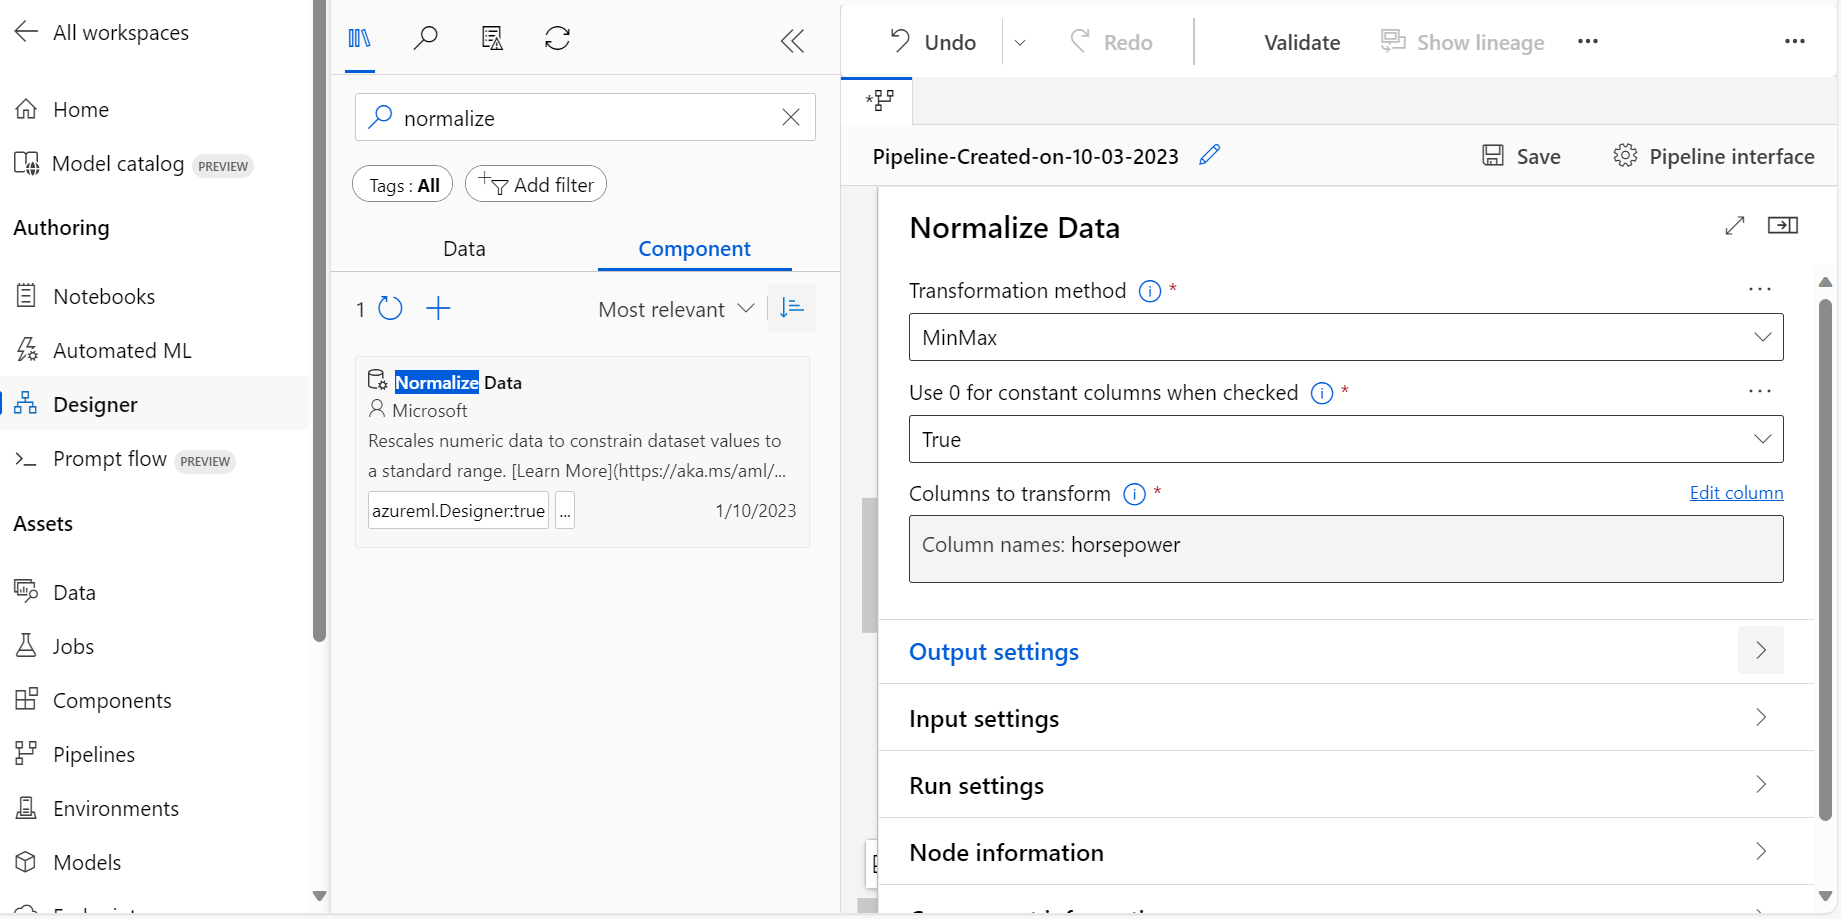 All workspaces
Home
Model catalog PREVIEW
Authoring
Notebooks
Automated ML
Designer
Prompt flow PREVIEW
Assets
Data
Jobs
Components
Pipelines
Environments
Models
normalize
Tags : All
Add filter
Data
Component
1
Most relevant
Normalize Data
Microsoft
Rescales numeric data to constrain dataset values to
a standard range. [Learn More](https://aka.ms/aml/...
azureml.Designer:true
...
1/10/2023
Undo
Redo
Validate
Show lineage
Pipeline-Created-on-10-03-2023
Save
Pipeline interface
Normalize Data
Transformation method *
MinMax
Use 0 for constant columns when checked *
True
Columns to transform *
Edit column
Column names: horsepower
Output settings
Input settings
Run settings
Node information